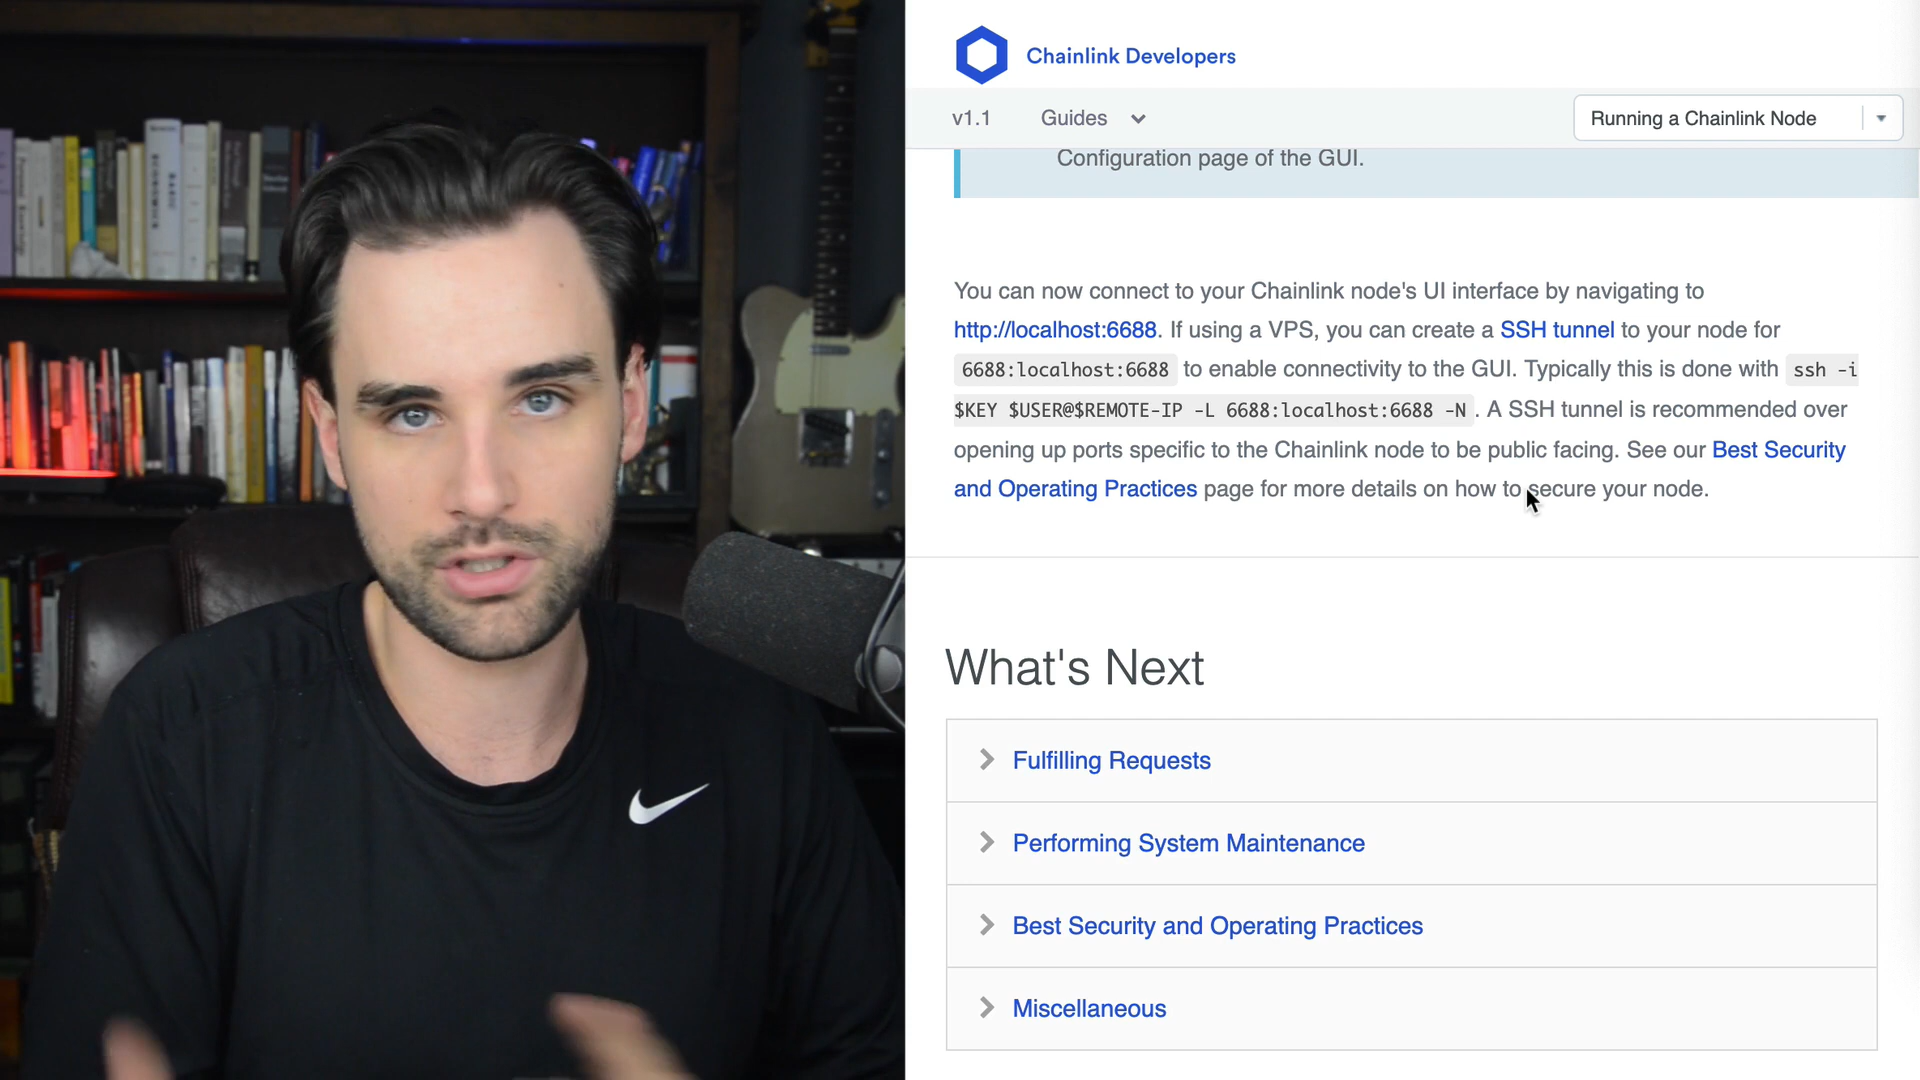 Chainlink Developers
v1.1 Guides
Running a Chainlink Node
Configuration page of the GUI.
You can now connect to your Chainlink node's UI interface by navigating to
http://localhost:6688. If using a VPS, you can create a SSH tunnel to your node for
6688:localhost:6688 to enable connectivity to the GUI. Typically this is done with ssh -i
$KEY $USER@$REMOTE-IP -L 6688:localhost:6688 -N . A SSH tunnel is recommended over
opening up ports specific to the Chainlink node to be public facing. See our Best Security
and Operating Practices page for more details on how to secure your node.
What's Next
Fulfilling Requests
Performing System Maintenance
Best Security and Operating Practices
Miscellaneous